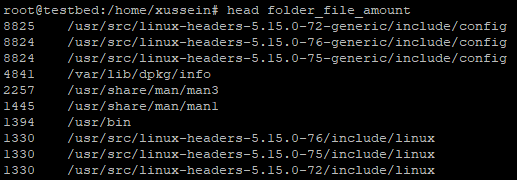 root@testbed:/home/xussein# head folder_file_amount
8825 /usr/src/linux-headers-5.15.0-72-generic/include/config
8824 /usr/src/linux-headers-5.15.0-76-generic/include/config
8824 /usr/src/linux-headers-5.15.0-75-generic/include/config
4841 /var/lib/dpkg/info
2257 /usr/share/man/man3
1445 /usr/share/man/man1
1394 /usr/bin
1330 /usr/src/linux-headers-5.15.0-76/include/linux
1330 /usr/src/linux-headers-5.15.0-75/include/linux
1330 /usr/src/linux-headers-5.15.0-72/include/linux